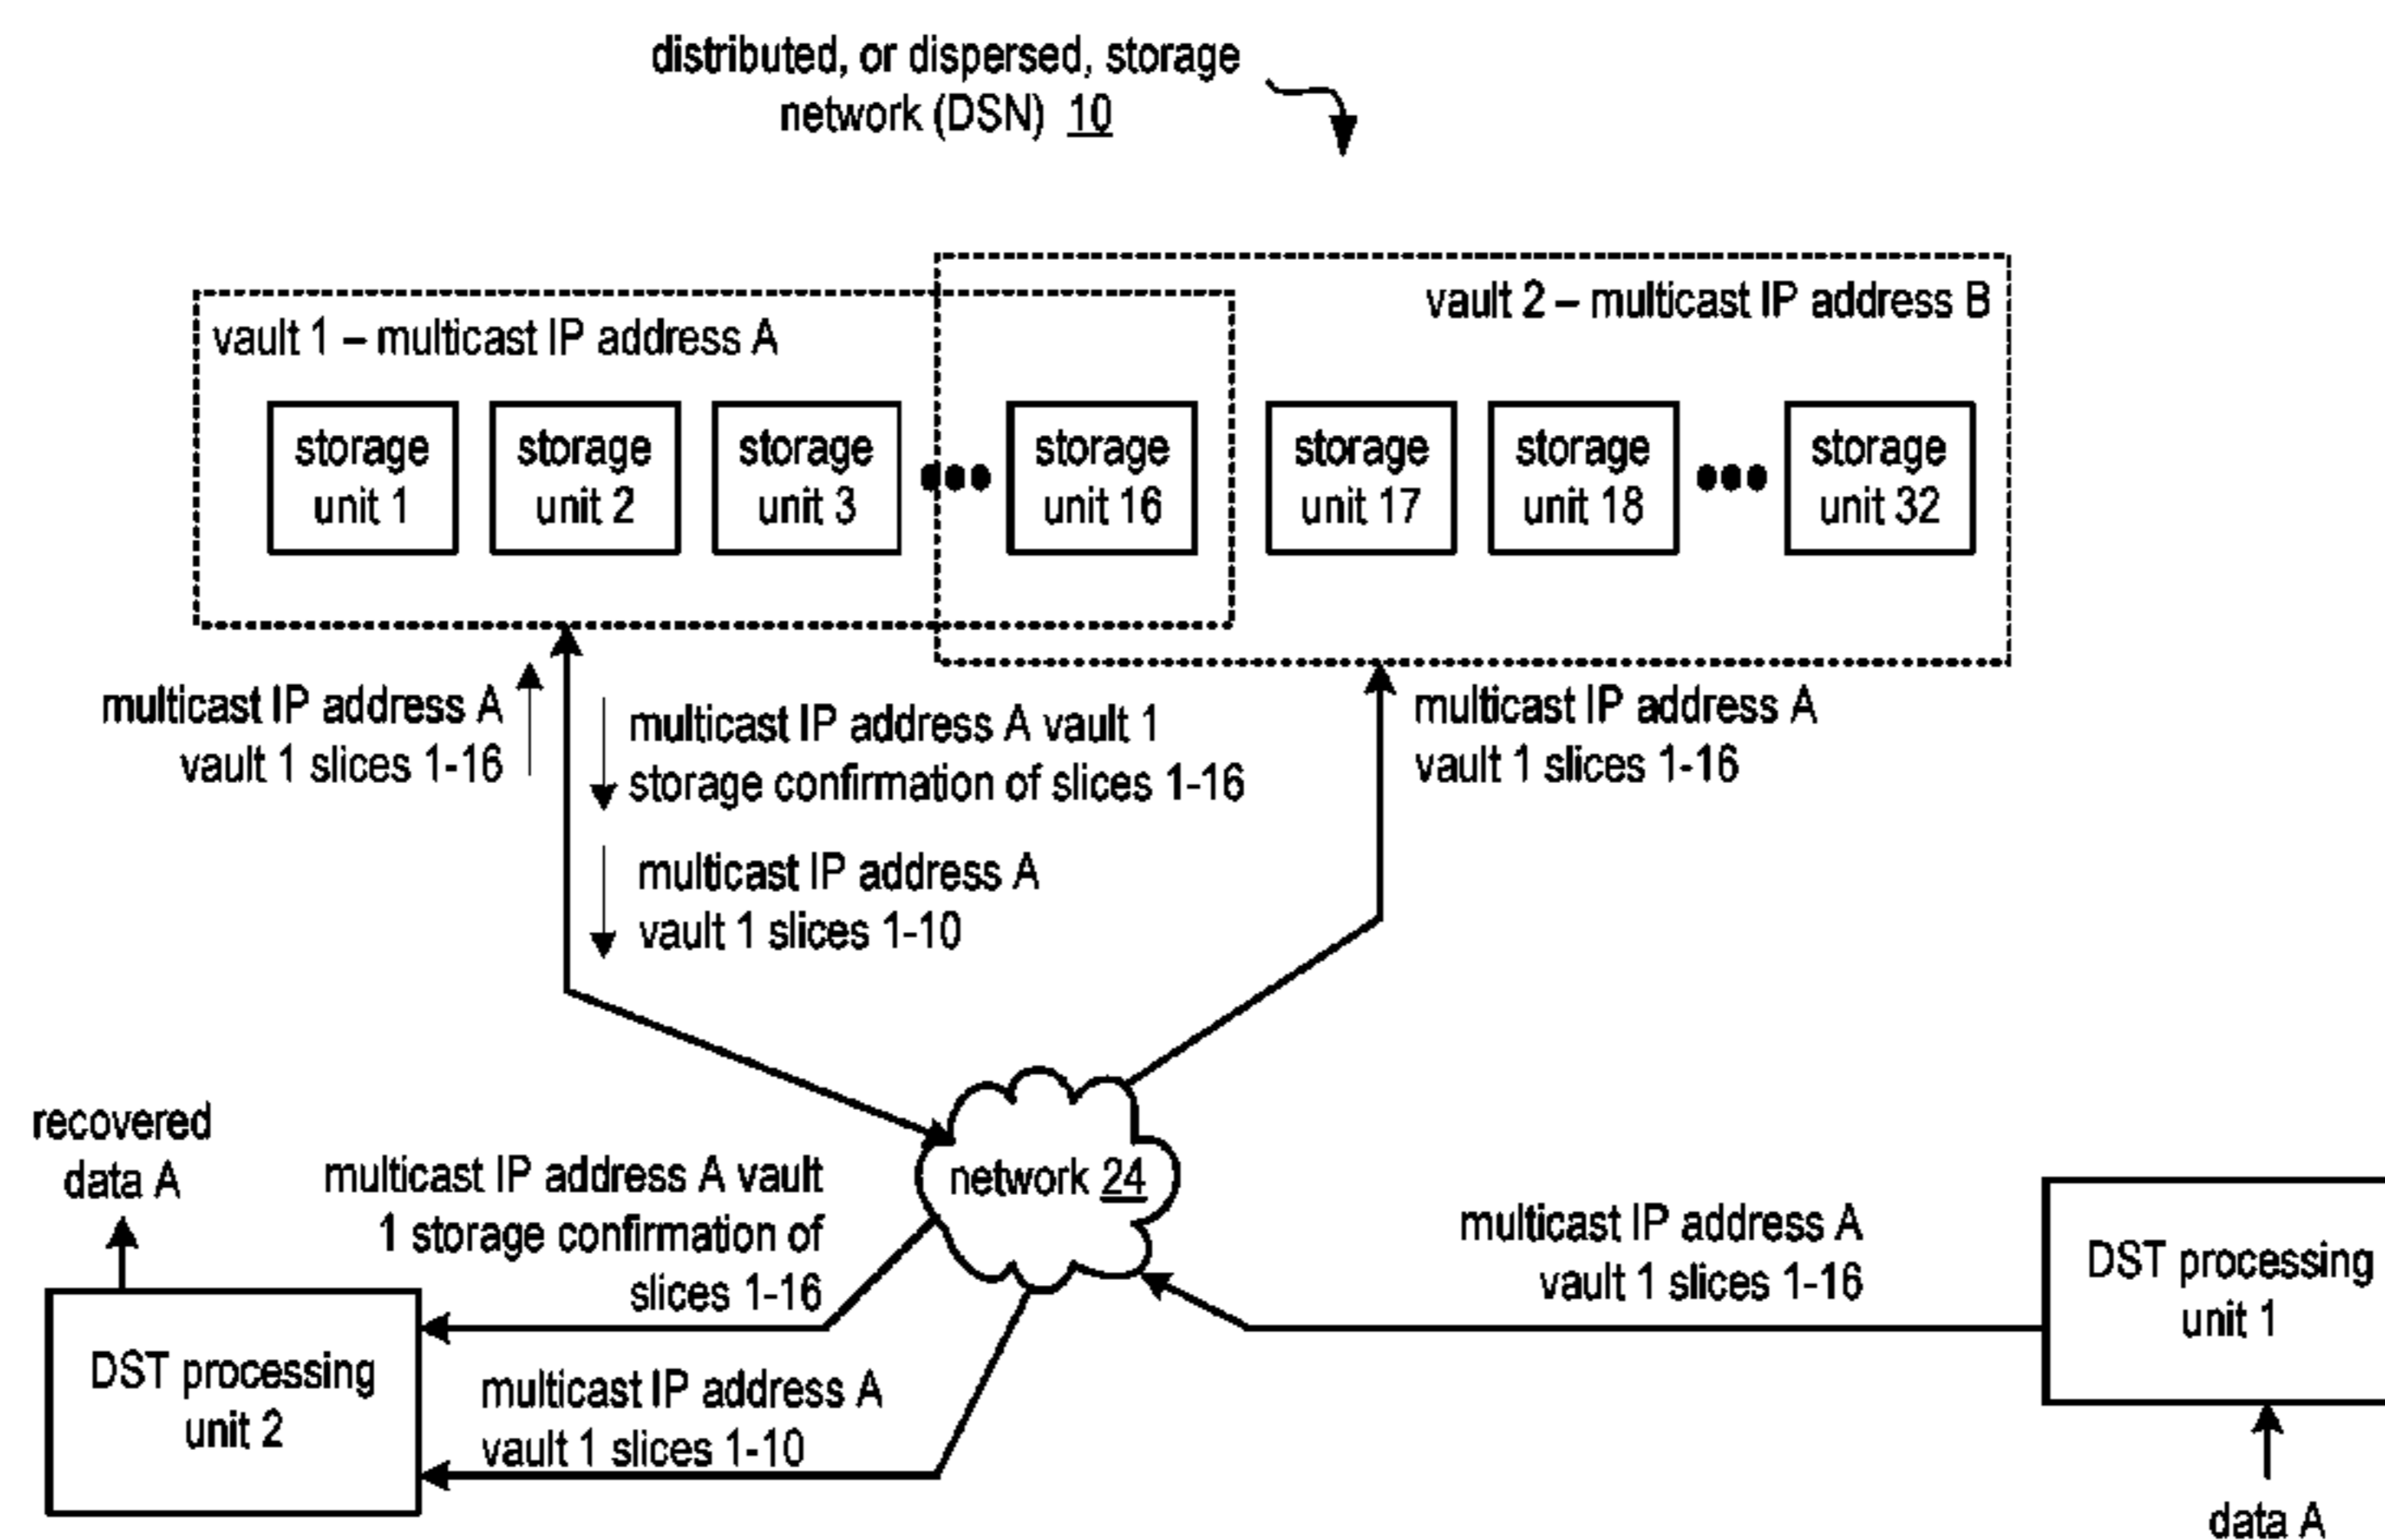 distributed, or dispersed, storage
network (DSN) 10
vault 2 – multicast IP address B
vault 1 – multicast IP address A
storage
unit 1
storage
unit 2
storage
unit 3
storage
unit 16
storage
unit 17
storage
unit 18
storage
unit 32
multicast IP address A
vault 1 slices 1-16
multicast IP address A vault 1
storage confirmation of slices 1-16
multicast IP address A
vault 1 slices 1-10
multicast IP address A
vault 1 slices 1-16
recovered
data A
multicast IP address A vault
1 storage confirmation of
slices 1-16
network 24
multicast IP address A
vault 1 slices 1-16
DST processing
unit 1
DST processing
unit 2
multicast IP address A
vault 1 slices 1-10
data A